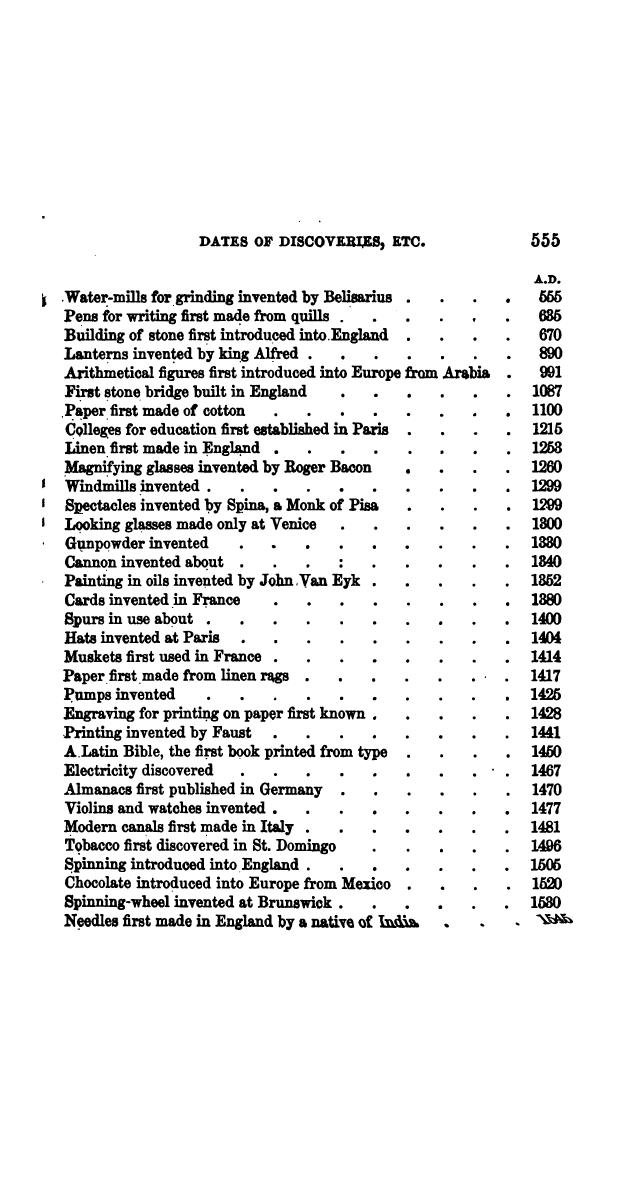 DATES OF DISCOVERIES, ETC. 555
A.D.
Water-mills for grinding invented by Belisarius . . . . 555
Pens for writing first made from quills . . . . . . 635
Building of stone first introduced into England . . . . 670
Lanterns invented by king Alfred . . . . . . . 890
Arithmetical figures first introduced into Europe from Arabia . 991
First stone bridge built in England . . . . . . 1087
Paper first made of cotton . . . . . . . . 1100
Colleges for education first established in Paris . . . . 1215
Linen first made in England . . . . . . . . 1253
Magnifying glasses invented by Roger Bacon . . . . 1260
Windmills invented . . . . . . . . . . 1299
Spectacles invented by Spina, a Monk of Pisa . . . . 1299
Looking glasses made only at Venice . . . . . . 1300
Gunpowder invented . . . . . . . . . 1330
Cannon invented about . . . : . . . . . 1340
Painting in oils invented by John Van Eyk . . . . . 1352
Cards invented in France . . . . . . . . 1380
Spurs in use about . . . . . . . . . . 1400
Hats invented at Paris . . . . . . . . . 1404
Muskets first used in France . . . . . . . . 1414
Paper first made from linen rags . . . . . . . 1417
Pumps invented . . . . . . . . . . 1425
Engraving for printing on paper first known . . . . . 1428
Printing invented by Faust . . . . . . . . 1441
A Latin Bible, the first book printed from type . . . . 1450
Electricity discovered . . . . . . . . . 1467
Almanacs first published in Germany . . . . . . 1470
Violins and watches invented . . . . . . . . 1477
Modern canals first made in Italy . . . . . . . 1481
Tobacco first discovered in St. Domingo . . . . . 1496
Spinning introduced into England . . . . . . . 1505
Chocolate introduced into Europe from Mexico . . . . 1520
Spinning-wheel invented at Brunswick . . . . . . 1530
Needles first made in England by a native of India . . . 1545